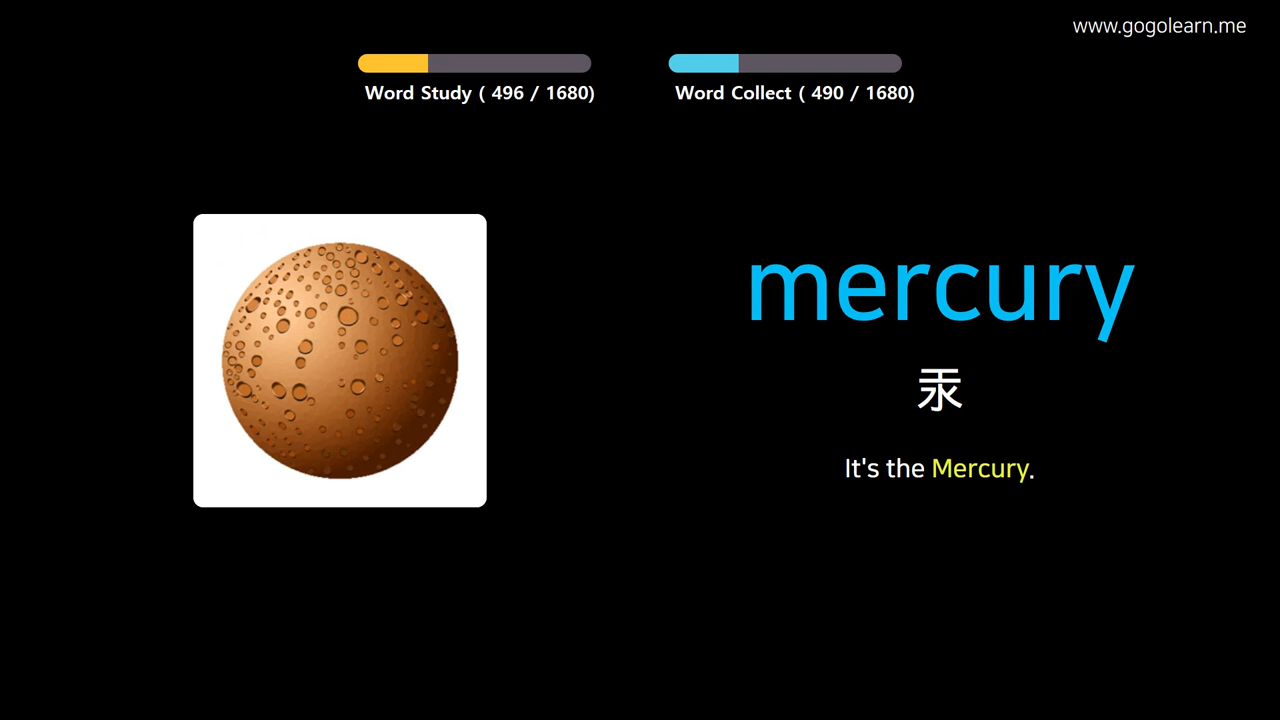 www.gogolearn.me
Word Study ( 496 / 1680)
Word Collect ( 490 / 1680)
mercury
汞
It's the Mercury.